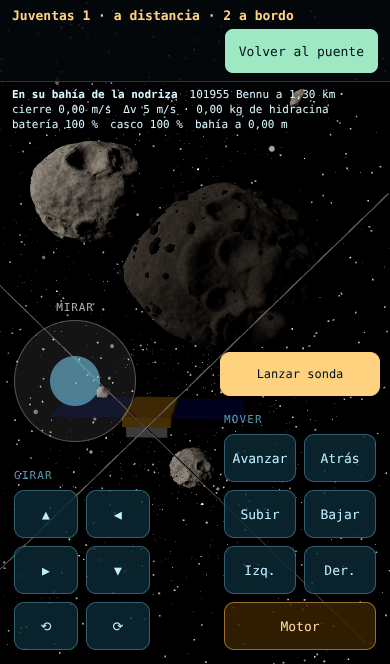 Juventas 1 · a distancia · 2 a bordo
Volver al puente
En su bahía de la nodriza 101955 Bennu a 1,30 km ·
cierre 0,00 m/s Δv 5 m/s · 0,00 kg de hidracina
batería 100 % casco 100 % bahía a 0,00 m
MIRAR
Lanzar sonda
MOVER
Avanzar Atrás
GIRAR
▲ ◀ Subir Bajar
▶ ▼ Izq. Der.
⟲ ⟳ Motor